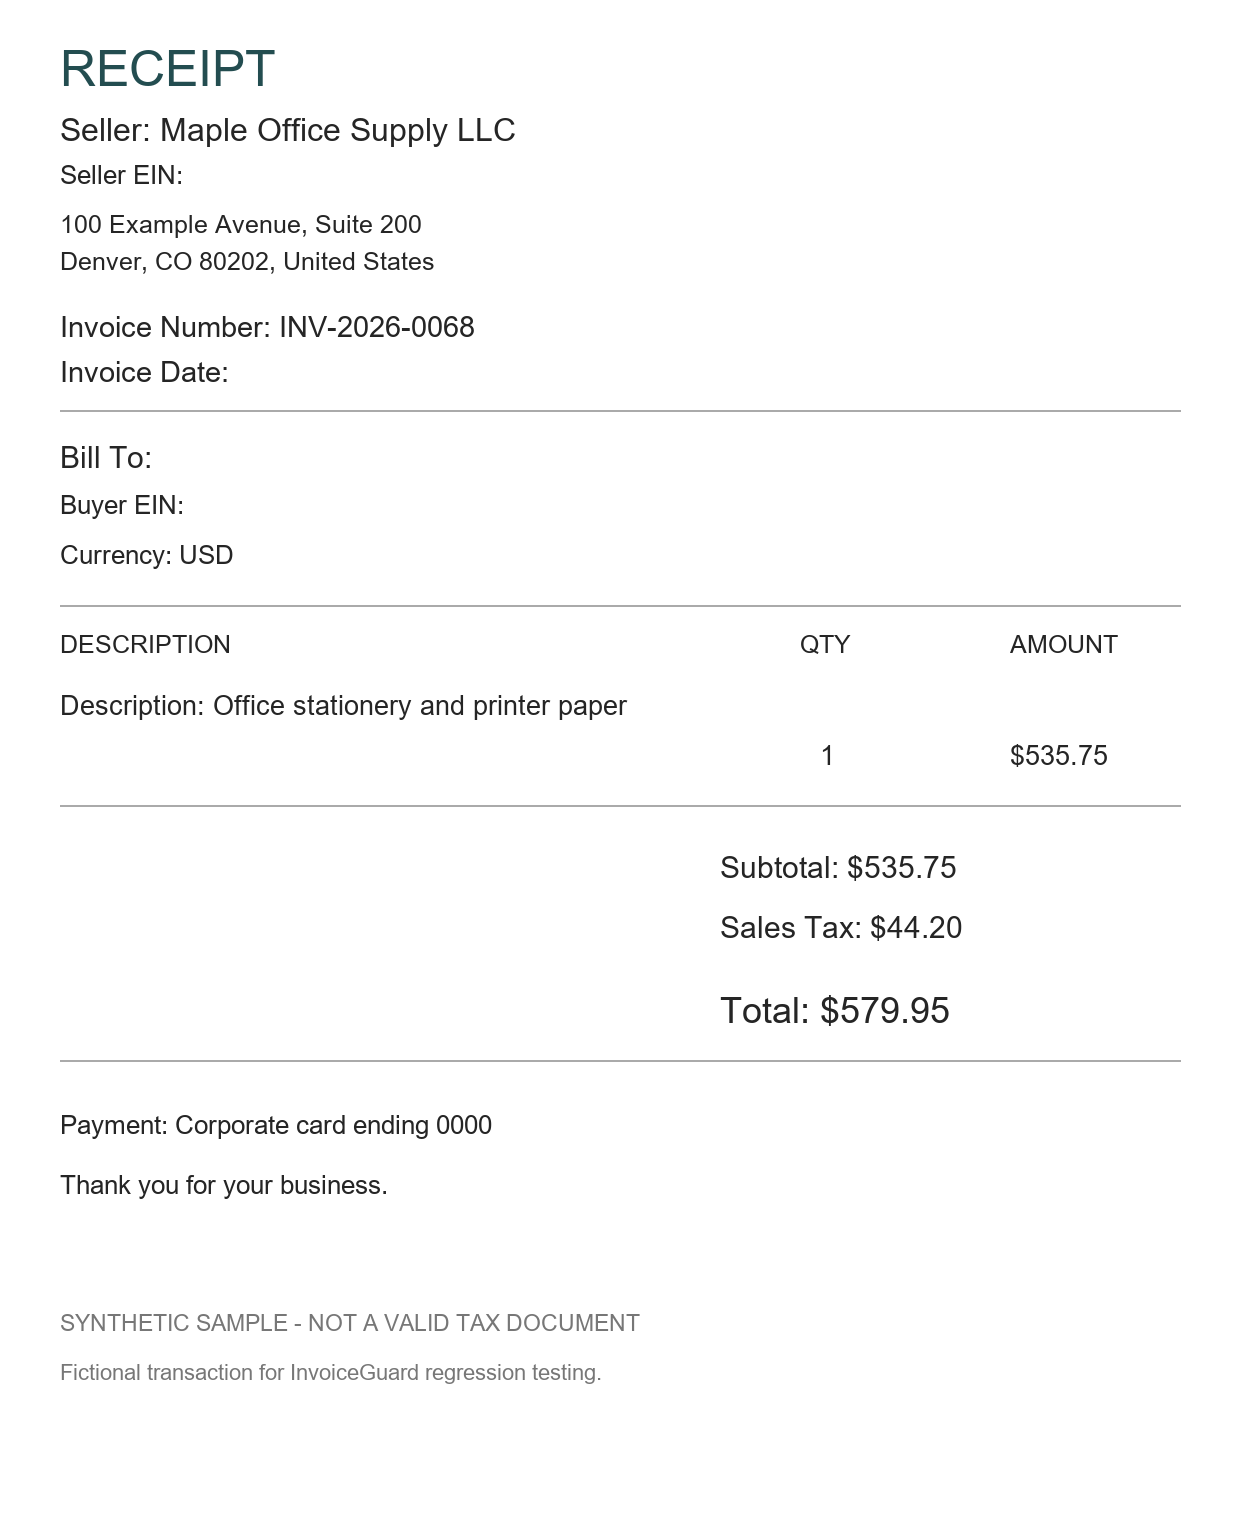 RECEIPT
Seller: Maple Office Supply LLC
Seller EIN:
100 Example Avenue, Suite 200
Denver, CO 80202, United States
Invoice Number: INV-2026-0068
Invoice Date:
Bill To:
Buyer EIN:
Currency: USD
DESCRIPTION QTY AMOUNT
Description: Office stationery and printer paper
1 $535.75
Subtotal: $535.75
Sales Tax: $44.20
Total: $579.95
Payment: Corporate card ending 0000
Thank you for your business.
SYNTHETIC SAMPLE - NOT A VALID TAX DOCUMENT
Fictional transaction for InvoiceGuard regression testing.